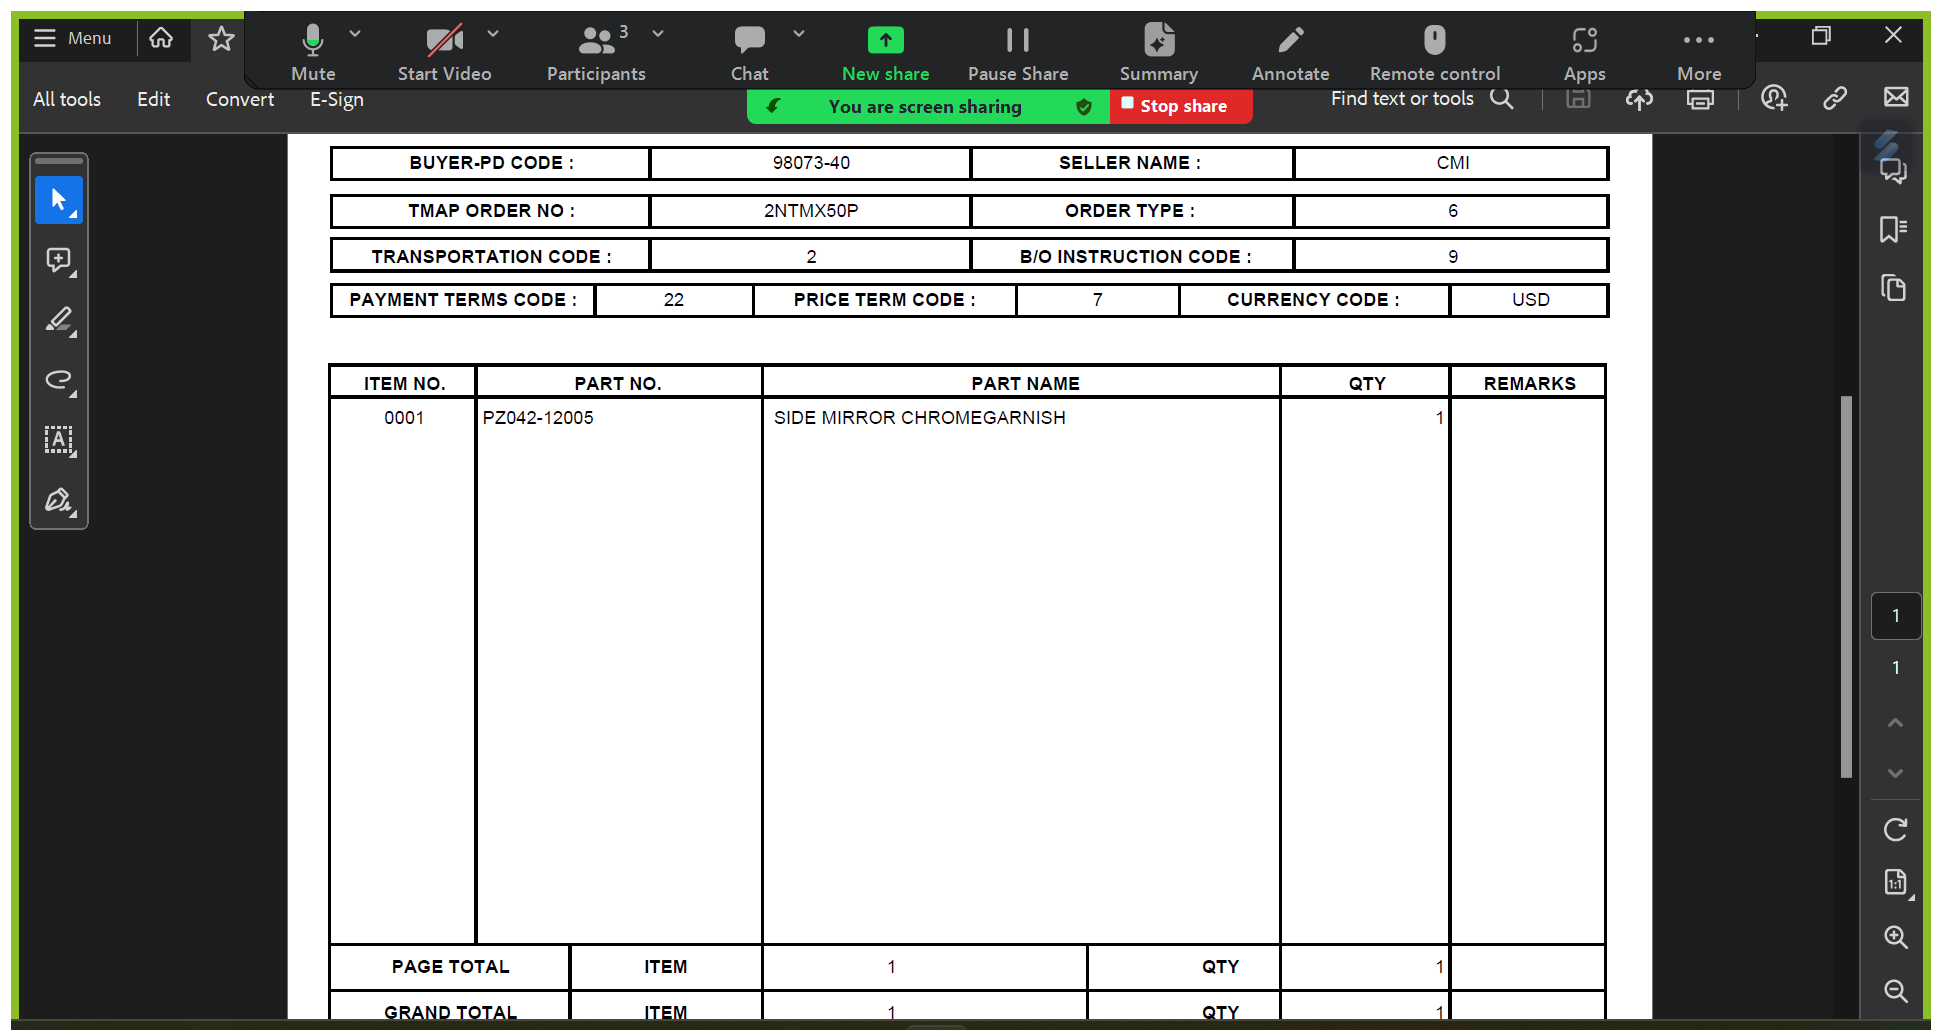 Menu
Mute
Start Video
3
Participants
Chat
New share
Pause Share
Summary
Annotate
Remote control
Apps
More
All tools
Edit
Convert
E-Sign
You are screen sharing
Stop share
Find text or tools
BUYER-PD CODE : 98073-40 SELLER NAME : CMI
TMAP ORDER NO : 2NTMX50P ORDER TYPE : 6
TRANSPORTATION CODE : 2 B/O INSTRUCTION CODE : 9
PAYMENT TERMS CODE : 22 PRICE TERM CODE : 7 CURRENCY CODE : USD
ITEM NO. PART NO. PART NAME QTY REMARKS
0001 PZ042-12005 SIDE MIRROR CHROMEGARNISH 1
PAGE TOTAL ITEM 1 QTY 1
GRAND TOTAL ITEM 1 QTY 1
A
1
1
1:1